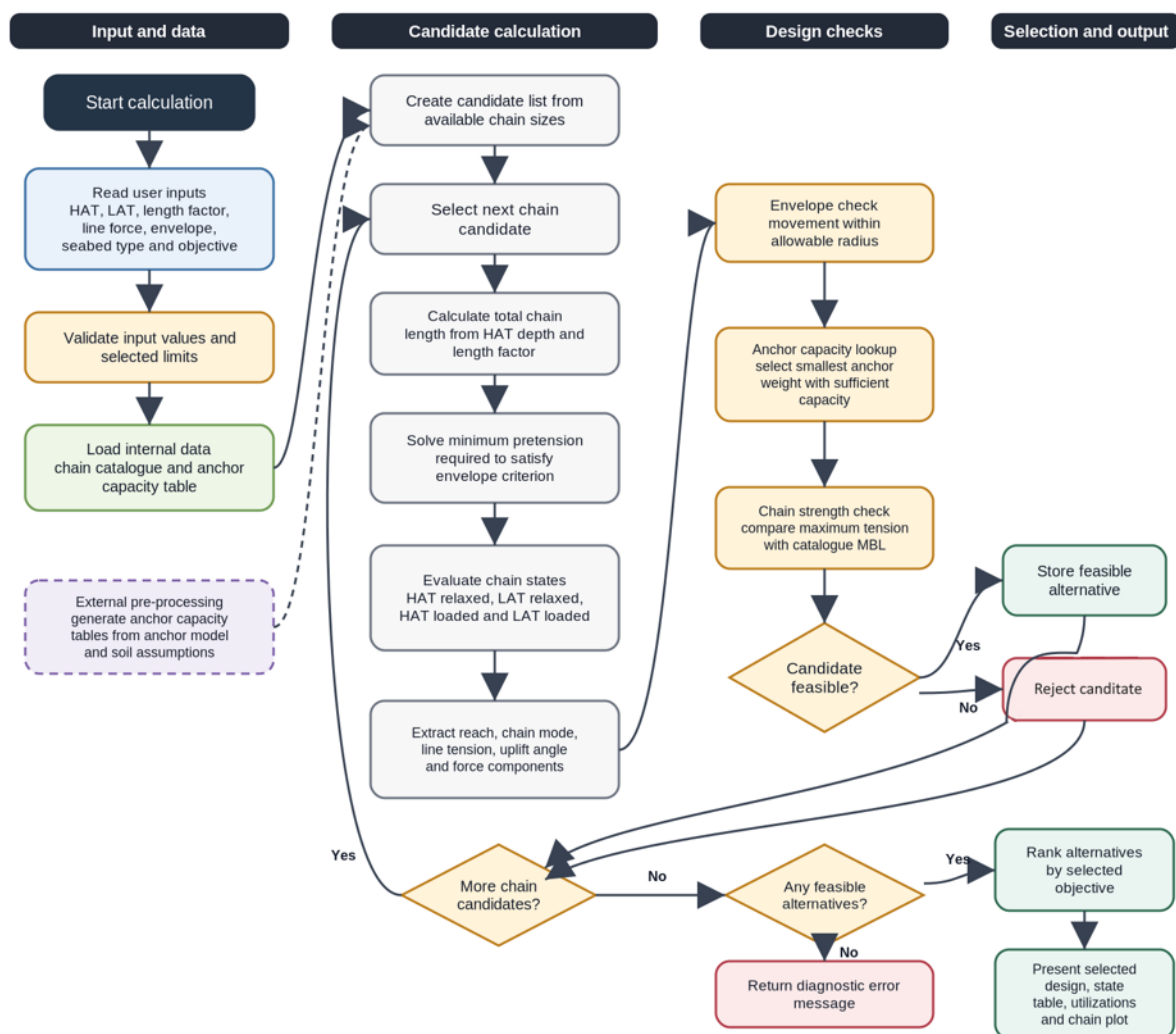 Input and data
Candidate calculation
Design checks
Selection and output
Start calculation
Read user inputs
HAT, LAT, length factor,
line force, envelope,
seabed type and objective
Validate input values and
selected limits
Load internal data
chain catalogue and anchor
capacity table
External pre-processing
generate anchor capacity
tables from anchor model
and soil assumptions
Create candidate list from
available chain sizes
Select next chain
candidate
Calculate total chain
length from HAT depth and
length factor
Solve minimum pretension
required to satisfy
envelope criterion
Evaluate chain states
HAT relaxed, LAT relaxed,
HAT loaded and LAT loaded
Extract reach, chain mode,
line tension, uplift angle
and force components
Envelope check
movement within
allowable radius
Anchor capacity lookup
select smallest anchor
weight with sufficient
capacity
Chain strength check
compare maximum tension
with catalogue MBL
Candidate
feasible?
Yes
No
Store feasible
alternative
Reject canditate
Yes
More chain
candidates?
No
Any feasible
alternatives?
Yes
No
Return diagnostic error
message
Rank alternatives
by selected
objective
Present selected
design, state
table, utilizations
and chain plot